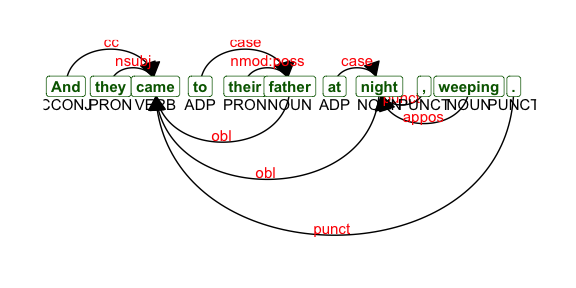 cc
case
nsubj
nmod:poss
case
And they came to their father at night , weeping .
CCONJ PRON VERB ADP PRON NOUN ADP NOUN PUNCT NOUN PUNCT
punct
appos
obl
obl
punct